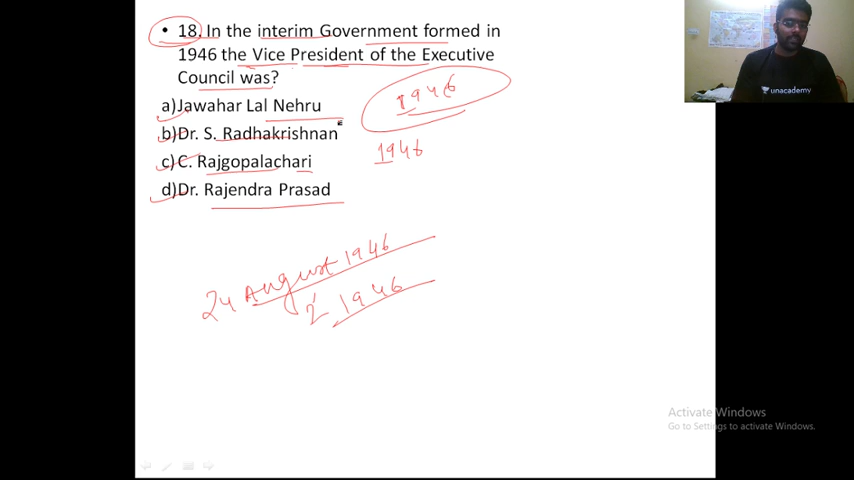 • 18. In the interim Government formed in
1946 the Vice President of the Executive
Council was?
a)Jawahar Lal Nehru
b)Dr. S. Radhakrishnan
c)C. Rajgopalachari
d)Dr. Rajendra Prasad
1946
1946
24 August 1946
2 1946
unacademy
Activate Windows
Go to Settings to activate Windows.